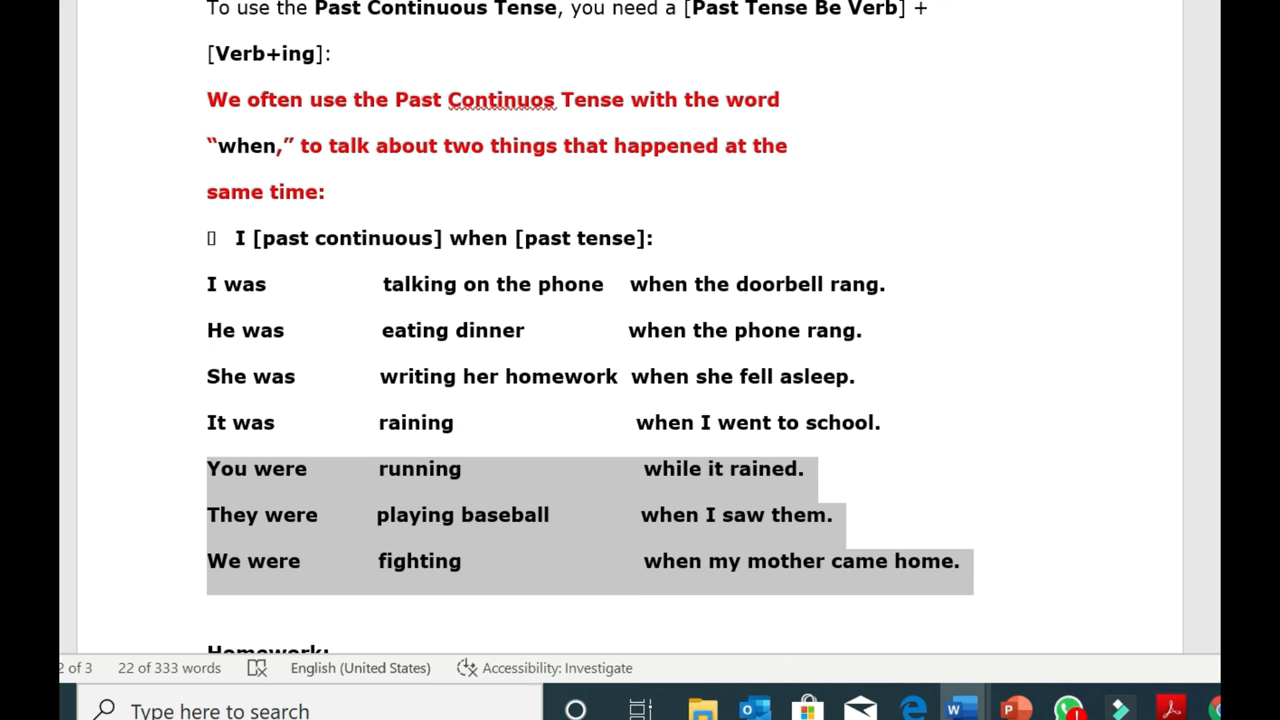 To use the Past Continuous Tense, you need a [Past Tense Be Verb] +
[Verb+ing]:
We often use the Past Continuos Tense with the word
“when,” to talk about two things that happened at the
same time:
I [past continuous] when [past tense]:
I was talking on the phone when the doorbell rang.
He was eating dinner when the phone rang.
She was writing her homework when she fell asleep.
It was raining when I went to school.
You were running while it rained.
They were playing baseball when I saw them.
We were fighting when my mother came home.
Homework:
2 of 3 22 of 333 words English (United States) Accessibility: Investigate
Type here to search